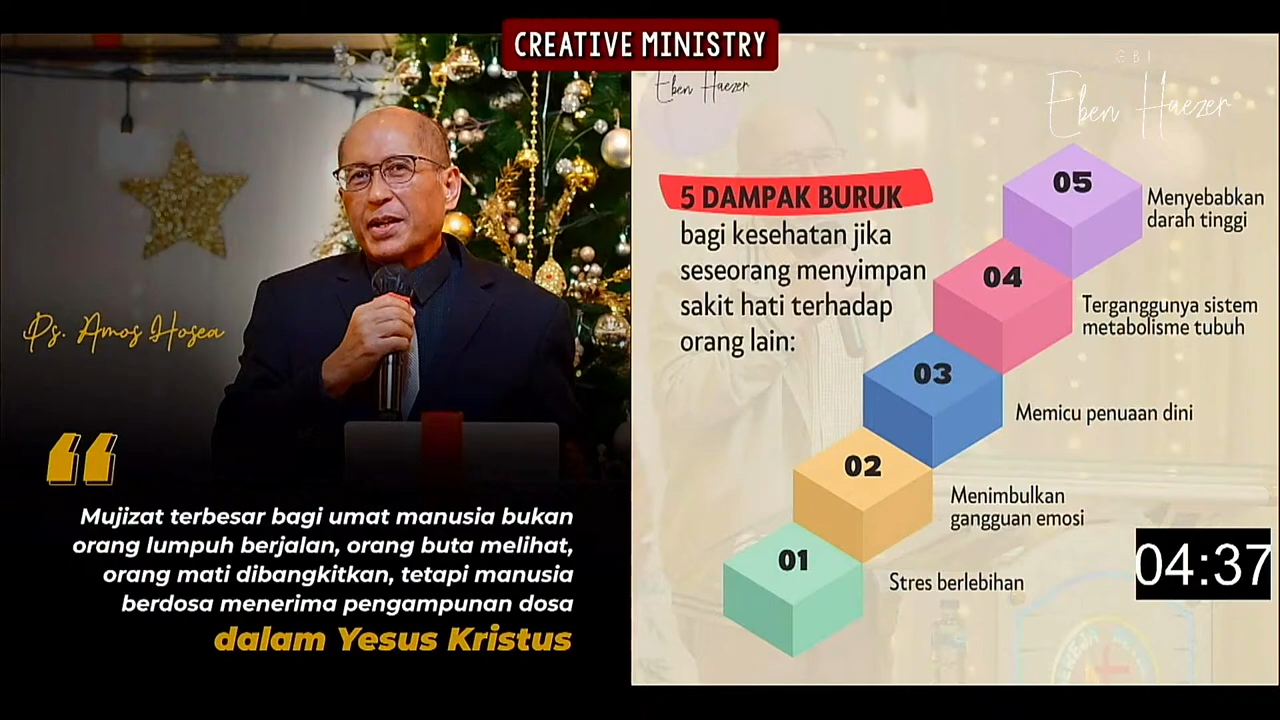 CREATIVE MINISTRY
Ps. Amos Hosea
Mujizat terbesar bagi umat manusia bukan
orang lumpuh berjalan, orang buta melihat,
orang mati dibangkitkan, tetapi manusia
berdosa menerima pengampunan dosa
dalam Yesus Kristus
Eben Haezer
GBI
Eben Haezer
5 DAMPAK BURUK
bagi kesehatan jika
seseorang menyimpan
sakit hati terhadap
orang lain:
05
Menyebabkan
darah tinggi
04
Terganggunya sistem
metabolisme tubuh
03
Memicu penuaan dini
02
Menimbulkan
gangguan emosi
01
Stres berlebihan
04:37